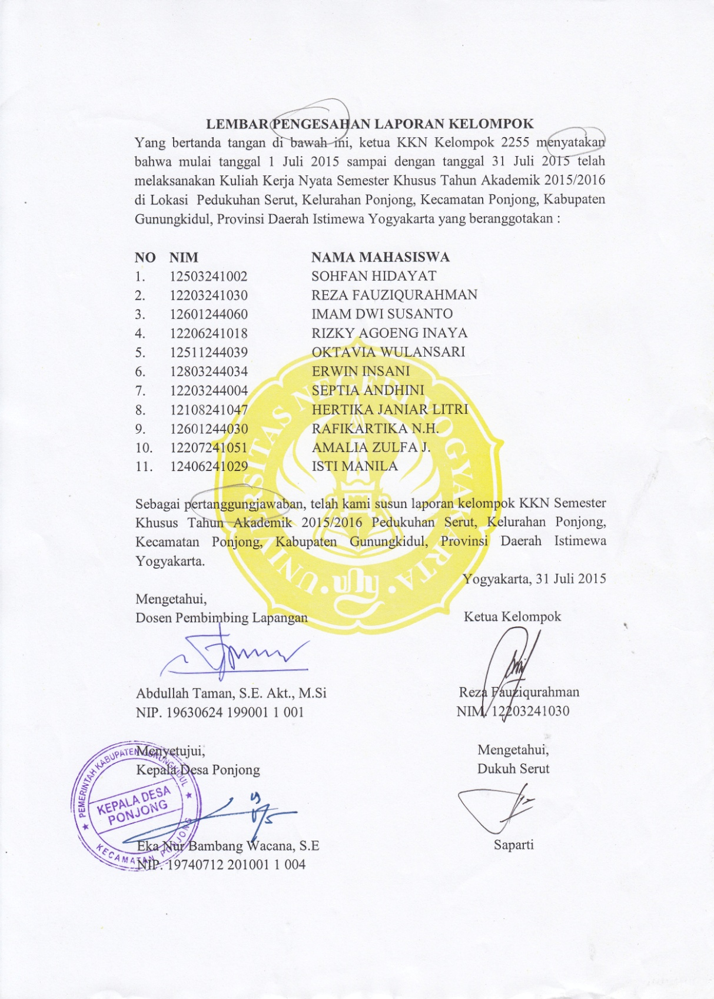 LEMBAR PENGESAHAN LAPORAN KELOMPOK
Yang bertanda tangan di bawah ini, ketua KKN Kelompok 2255 menyatakan
bahwa mulai tanggal 1 Juli 2015 sampai dengan tanggal 31 Juli 2015 telah
melaksanakan Kuliah Kerja Nyata Semester Khusus Tahun Akademik 2015/2016
di Lokasi Pedukuhan Serut, Kelurahan Ponjong, Kecamatan Ponjong, Kabupaten
Gunungkidul, Provinsi Daerah Istimewa Yogyakarta yang beranggotakan :
NO NIM NAMA MAHASISWA
1. 12503241002 SOHFAN HIDAYAT
2. 12203241030 REZA FAUZIQURAHMAN
3. 12601244060 IMAM DWI SUSANTO
4. 12206241018 RIZKY AGOENG INAYA
5. 12511244039 OKTAVIA WULANSARI
6. 12803244034 ERWIN INSANI
7. 12203244004 SEPTIA ANDHINI
8. 12108241047 HERTIKA JANIAR LITRI
9. 12601244030 RAFIKARTIKA N.H.
10. 12207241051 AMALIA ZULFA J.
11. 12406241029 ISTI MANILA
UNIVERSITAS NEGERI YOGYAKARTA
uny
Sebagai pertanggungjawaban, telah kami susun laporan kelompok KKN Semester
Khusus Tahun Akademik 2015/2016 Pedukuhan Serut, Kelurahan Ponjong,
Kecamatan Ponjong, Kabupaten Gunungkidul, Provinsi Daerah Istimewa
Yogyakarta.
Yogyakarta, 31 Juli 2015
Mengetahui,
Dosen Pembimbing Lapangan Ketua Kelompok
Abdullah Taman, S.E. Akt., M.Si Reza Fauziqurahman
NIP. 19630624 199001 1 001 NIM. 12203241030
Menyetujui, Mengetahui,
Kepala Desa Ponjong Dukuh Serut
PEMERINTAH KABUPATEN GUNUNGKIDUL
KEPALA DESA
PONJONG
KECAMATAN PONJONG
Eka Nur Bambang Wacana, S.E Saparti
NIP. 19740712 201001 1 004